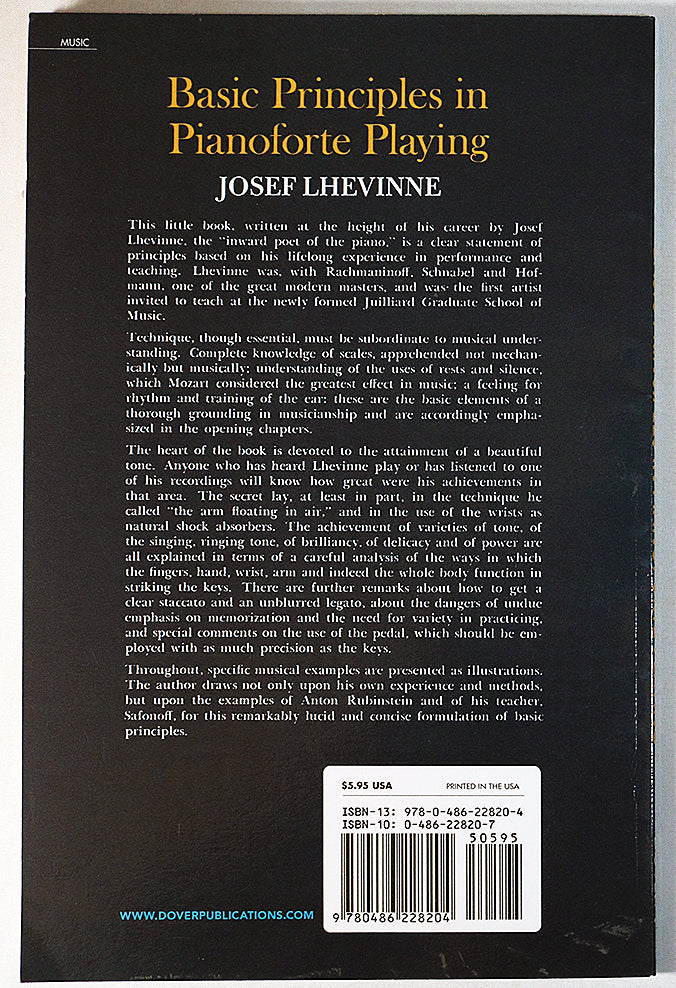 MUSIC
Basic Principles in
Pianoforte Playing
JOSEF LHEVINNE
This little book, written at the height of his career by Josef
Lhevinne, the "inward poet of the piano," is a clear statement of
principles based on his lifelong experience in performance and
teaching. Lhevinne was, with Rachmaninoff, Schnabel and Hof-
mann, one of the great modern masters, and was the first artist
invited to teach at the newly formed Juilliard Graduate School of
Music.
Technique, though essential, must be subordinate to musical under-
standing. Complete knowledge of scales, apprehended not mechan-
ically but musically; understanding of the uses of rests and silence,
which Mozart considered the greatest effect in music; a feeling for
rhythm and training of the ear: these are the basic elements of a
thorough grounding in musicianship and are accordingly empha-
sized in the opening chapters.
The heart of the book is devoted to the attainment of a beautiful
tone. Anyone who has heard Lhevinne play or has listened to one
of his recordings will know how great were his achievements in
that area. The secret lay, at least in part, in the technique he
called "the arm floating in air," and in the use of the wrists as
natural shock absorbers. The achievement of varieties of tone, of
the singing, ringing tone, of brilliancy, of delicacy and of power are
all explained in terms of a careful analysis of the ways in which
the fingers, hand, wrist, arm and indeed the whole body function in
striking the keys. There are further remarks about how to get a
clear staccato and an unblurred legato, about the dangers of undue
emphasis on memorization and the need for variety in practicing,
and special comments on the use of the pedal, which should be em-
ployed with as much precision as the keys.
Throughout, specific musical examples are presented as illustrations.
The author draws not only upon his own experience and methods,
but upon the examples of Anton Rubinstein and of his teacher,
Safonoff, for this remarkably lucid and concise formulation of basic
principles.
$5.95 USA
PRINTED IN THE USA
ISBN-13: 978-0-486-22820-4
ISBN-10: 0-486-22820-7
50595
9 780486 228204
WWW.DOVERPUBLICATIONS.COM